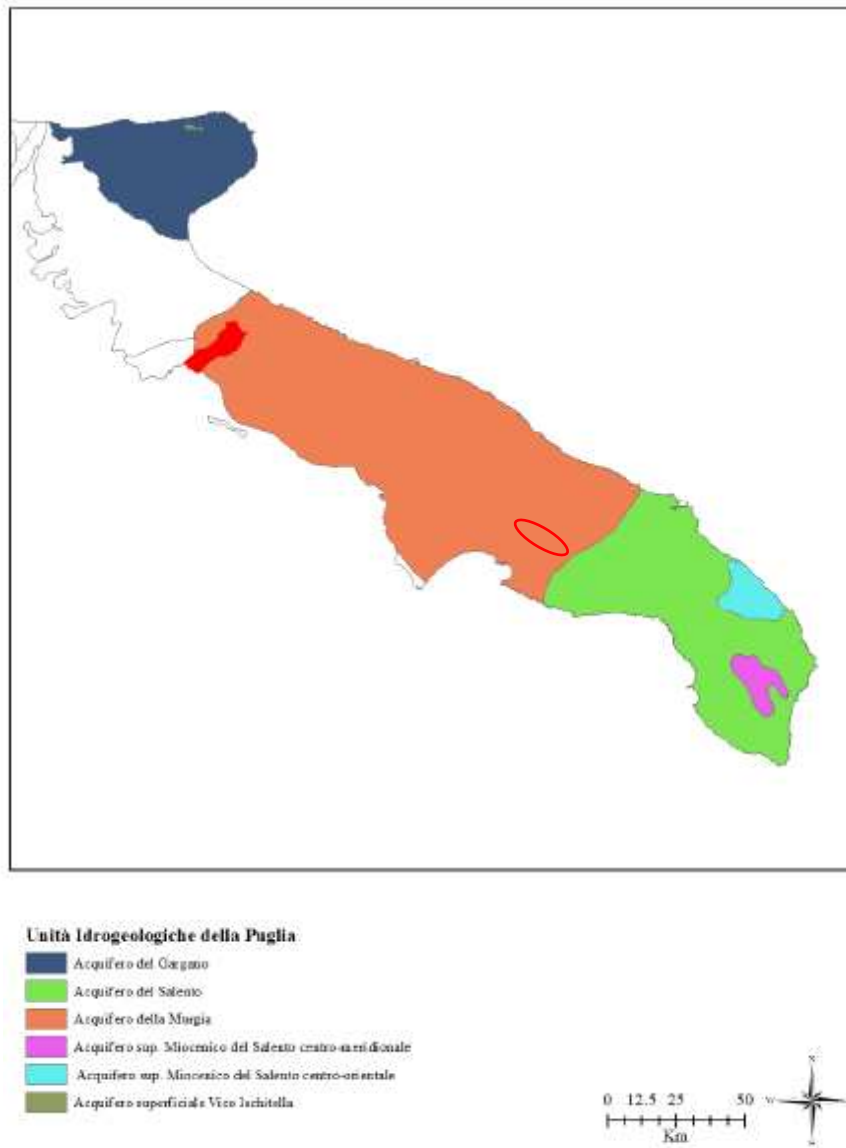 Unità Idrogeologiche della Puglia
Acquifero del Gargano
Acquifero del Salento
Acquifero della Murgia
Acquifero sup. Miocenico del Salento centro-meridionale
Acquifero sup. Miocenico del Salento centro-orientale
Acquifero superficiale Vico Ischitella
N
W E
S
0 12.5 25 50
Km